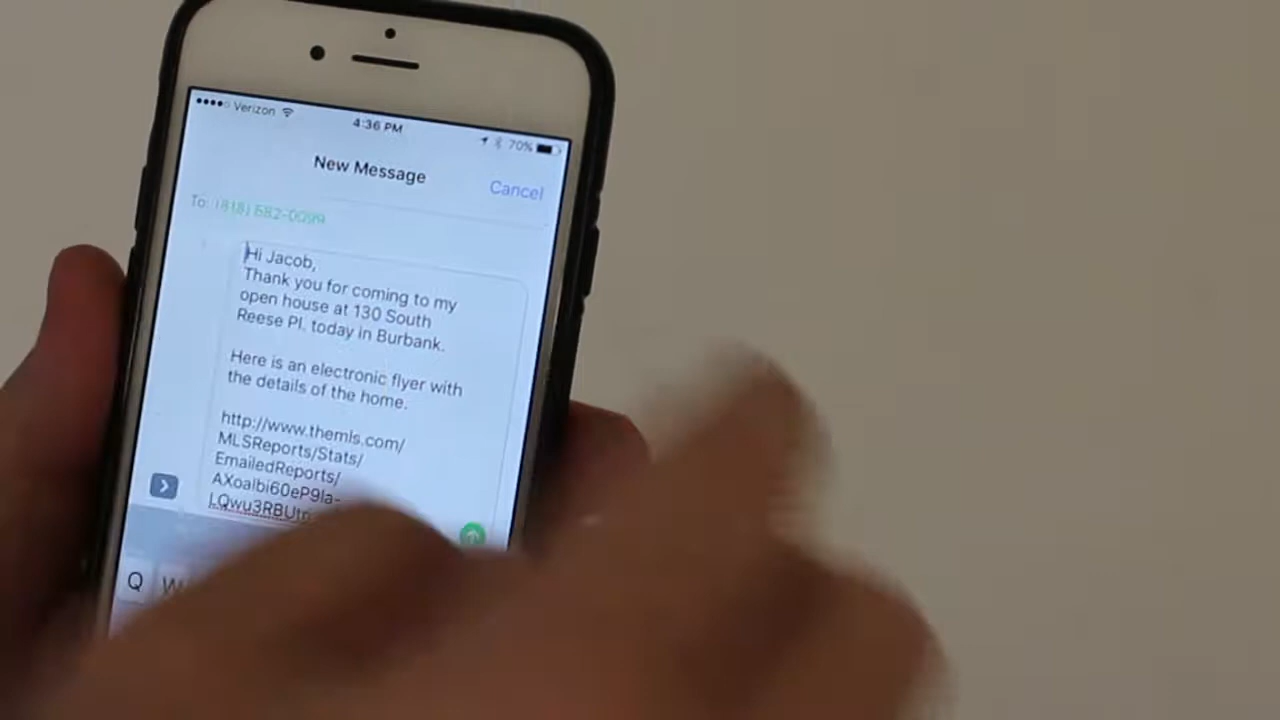 Verizon
4:36 PM
70%
New Message
Cancel
To: (818) 682-0099
Hi Jacob,
Thank you for coming to my
open house at 130 South
Reese Pl. today in Burbank.
Here is an electronic flyer with
the details of the home.
http://www.themls.com/
MLSReports/Stats/
EmailedReports/
Q
W